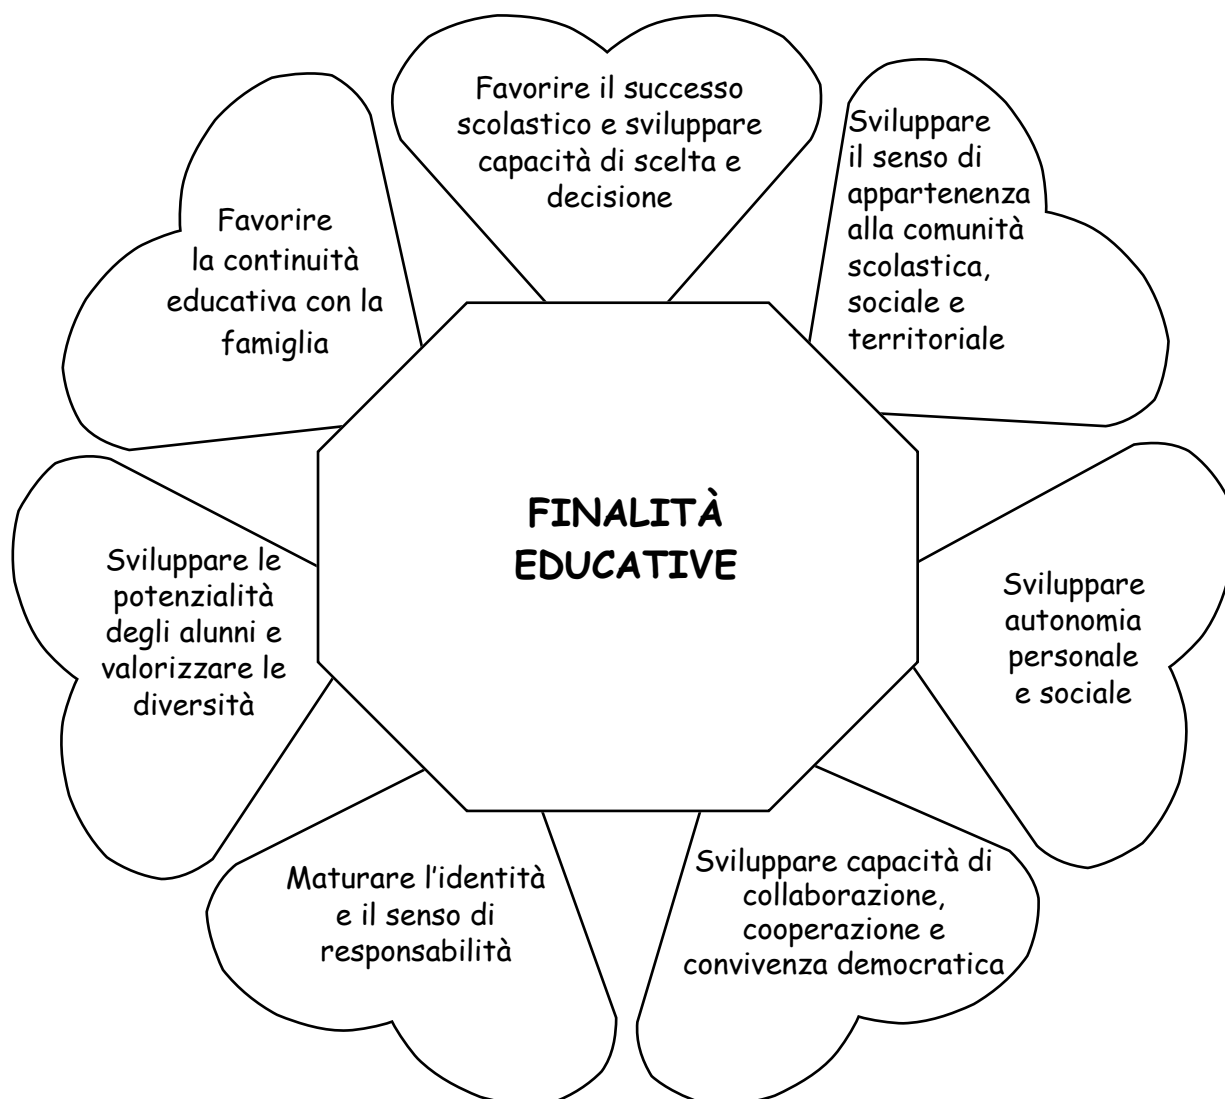 Favorire il successo
scolastico e sviluppare
capacità di scelta e
decisione
Sviluppare
il senso di
appartenenza
alla comunità
scolastica,
sociale e
territoriale
Favorire
la continuità
educativa con la
famiglia
FINALITÀ
EDUCATIVE
Sviluppare le
potenzialità
degli alunni e
valorizzare le
diversità
Sviluppare
autonomia
personale
e sociale
Maturare l'identità
e il senso di
responsabilità
Sviluppare capacità di
collaborazione,
cooperazione e
convivenza democratica